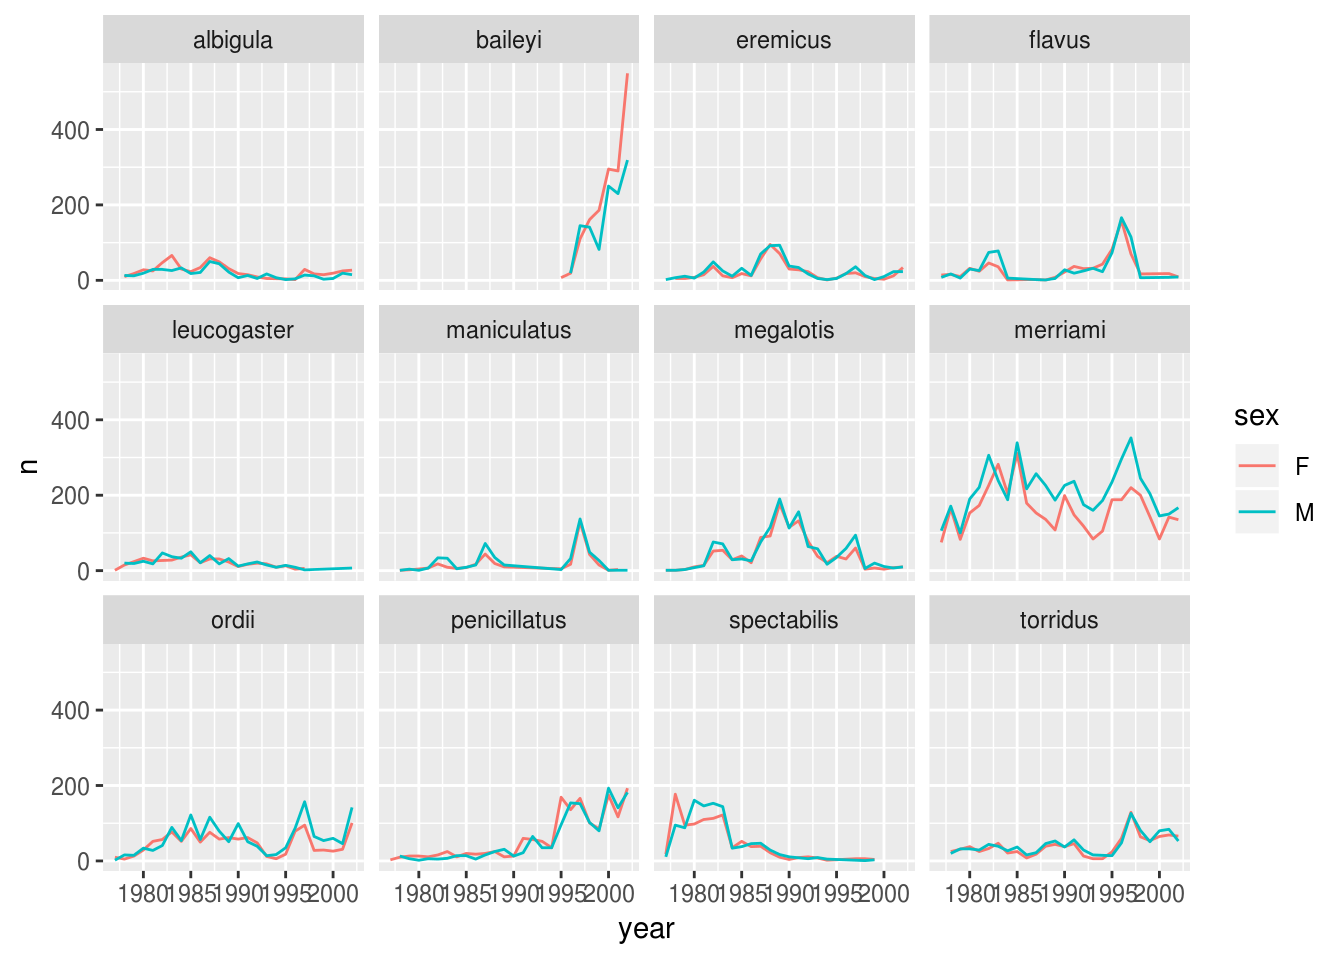 albigula baileyi eremicus flavus
400
200
0
leucogaster maniculatus megalotis merriami
400
200
0
ordii penicillatus spectabilis torridus
400
200
0
1980 1985 1990 1995 2000 1980 1985 1990 1995 2000 1980 1985 1990 1995 2000 1980 1985 1990 1995 2000
year
n
sex
F
M